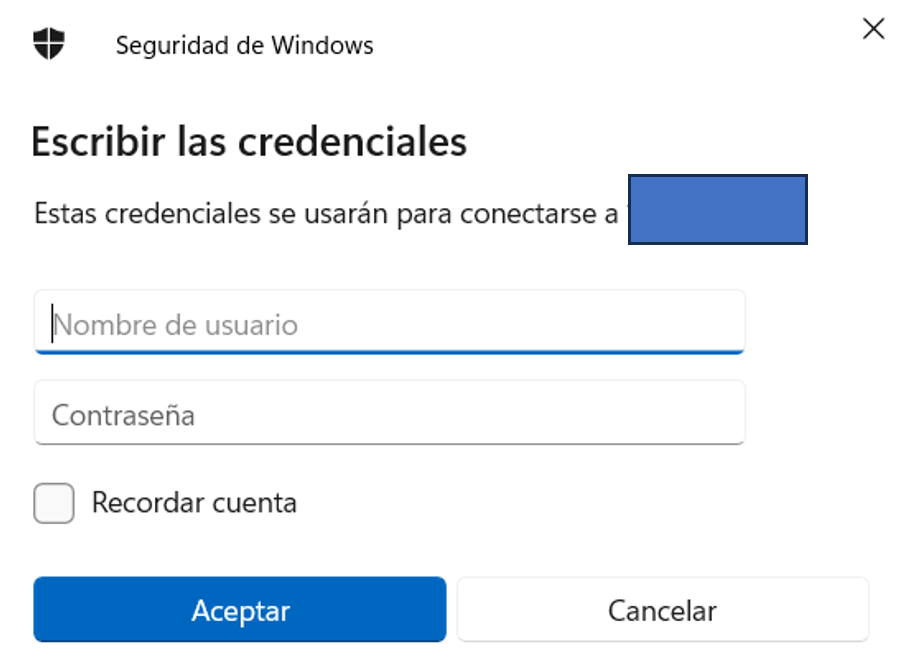 Seguridad de Windows
Escribir las credenciales
Estas credenciales se usarán para conectarse a
Nombre de usuario
Contraseña
Recordar cuenta
Aceptar
Cancelar